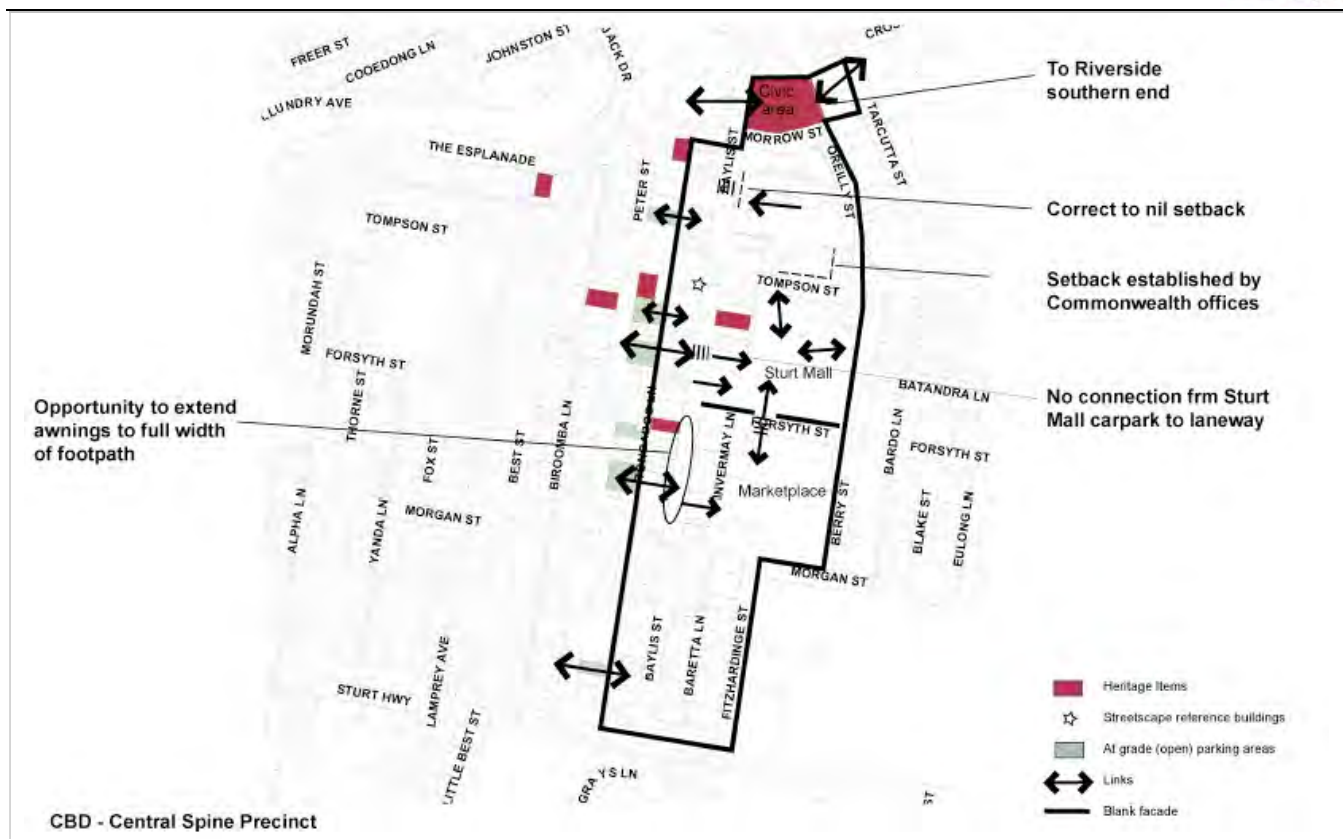 FREER ST
COOEDONG LN
JOHNSTON ST
JACK DR
LUNDRY AVE
THE ESPLANADE
Civic
area
To Riverside
southern end
TARCUTTA ST
MORROW ST
BAYLIS ST
OREILLY ST
PETER ST
Correct to nil setback
TOMPSON ST
Setback established by
Commonwealth offices
TOMPSON ST
MORUNDAH ST
FORSYTH ST
THORNE ST
Sturt Mall
BATANDRA LN
No connection frm Sturt
Mall carpark to laneway
Opportunity to extend
awnings to full width
of footpath
FORSYTH ST
FORSYTH ST
BARDO LN
FOX ST
BEST ST
BIROOMBA LN
INVERMAY LN
Marketplace
BERRY ST
BLAKE ST
EULONG LN
ALPHA LN
YANDA LN
MORGAN ST
MORGAN ST
BAYLIS ST
BARETTA LN
FITZHARDINGE ST
STURT HWY
LAMPREY AVE
LITTLE BEST ST
GRAYS LN
ST
Heritage Items
Streetscape reference buildings
At grade (open) parking areas
Links
Blank facade
CBD - Central Spine Precinct